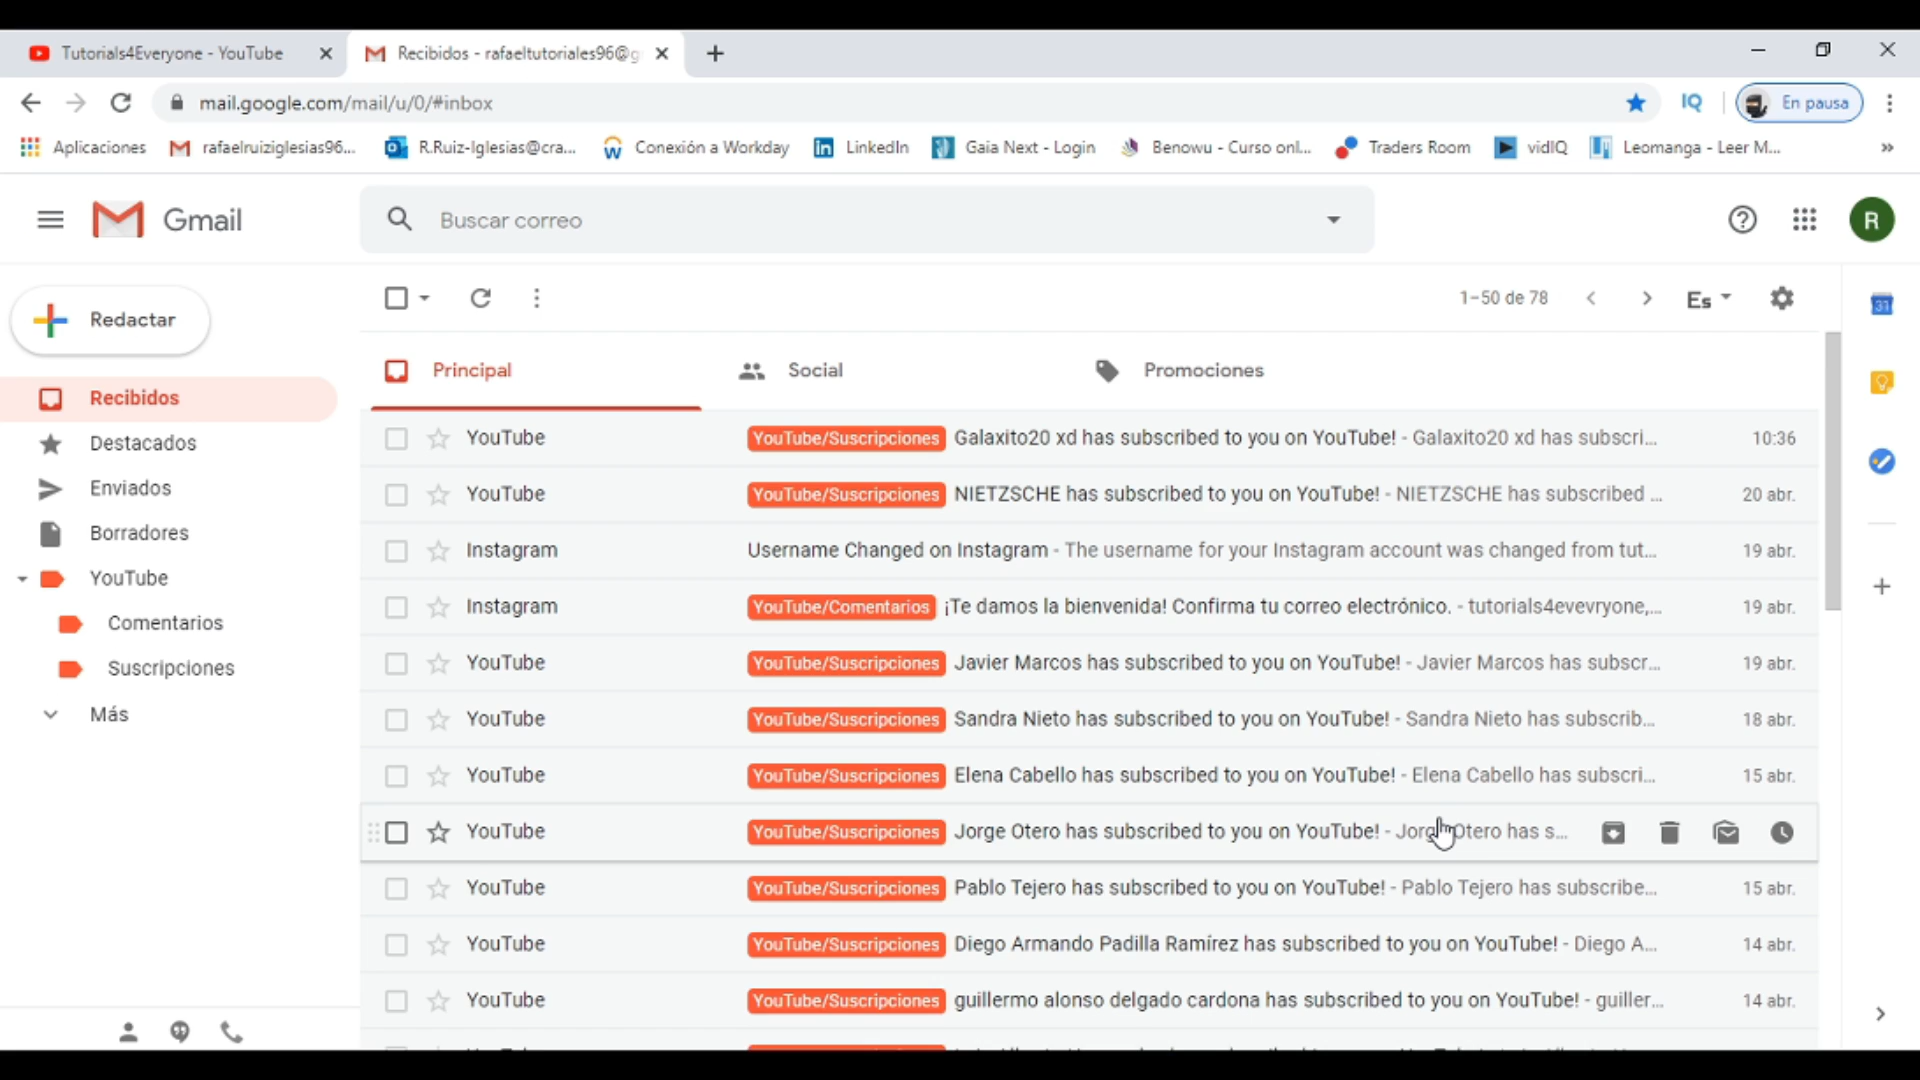 Tutorials4Everyone - YouTube
Recibidos - rafaeltutoriales96@g
mail.google.com/mail/u/0/#inbox
IQ
En pausa
Aplicaciones
rafaelruiziglesias96...
R.Ruiz-Iglesias@cra...
Conexión a Workday
LinkedIn
Gaia Next - Login
Benowu - Curso onl...
Traders Room
vidIQ
Leomanga - Leer M...
»
Gmail
Buscar correo
R
Redactar
1–50 de 78
Es
31
Recibidos
Destacados
Enviados
Borradores
YouTube
Comentarios
Suscripciones
Más
Principal
Social
Promociones
YouTube YouTube/Suscripciones Galaxito20 xd has subscribed to you on YouTube! - Galaxito20 xd has subscri... 10:36
YouTube YouTube/Suscripciones NIETZSCHE has subscribed to you on YouTube! - NIETZSCHE has subscribed ... 20 abr.
Instagram Username Changed on Instagram - The username for your Instagram account was changed from tut... 19 abr.
Instagram YouTube/Comentarios ¡Te damos la bienvenida! Confirma tu correo electrónico. - tutorials4evevryone,... 19 abr.
YouTube YouTube/Suscripciones Javier Marcos has subscribed to you on YouTube! - Javier Marcos has subscr... 19 abr.
YouTube YouTube/Suscripciones Sandra Nieto has subscribed to you on YouTube! - Sandra Nieto has subscrib... 18 abr.
YouTube YouTube/Suscripciones Elena Cabello has subscribed to you on YouTube! - Elena Cabello has subscri... 15 abr.
YouTube YouTube/Suscripciones Jorge Otero has subscribed to you on YouTube! - Jorge Otero has s...
YouTube YouTube/Suscripciones Pablo Tejero has subscribed to you on YouTube! - Pablo Tejero has subscribe... 15 abr.
YouTube YouTube/Suscripciones Diego Armando Padilla Ramírez has subscribed to you on YouTube! - Diego A... 14 abr.
YouTube YouTube/Suscripciones guillermo alonso delgado cardona has subscribed to you on YouTube! - guiller... 14 abr.